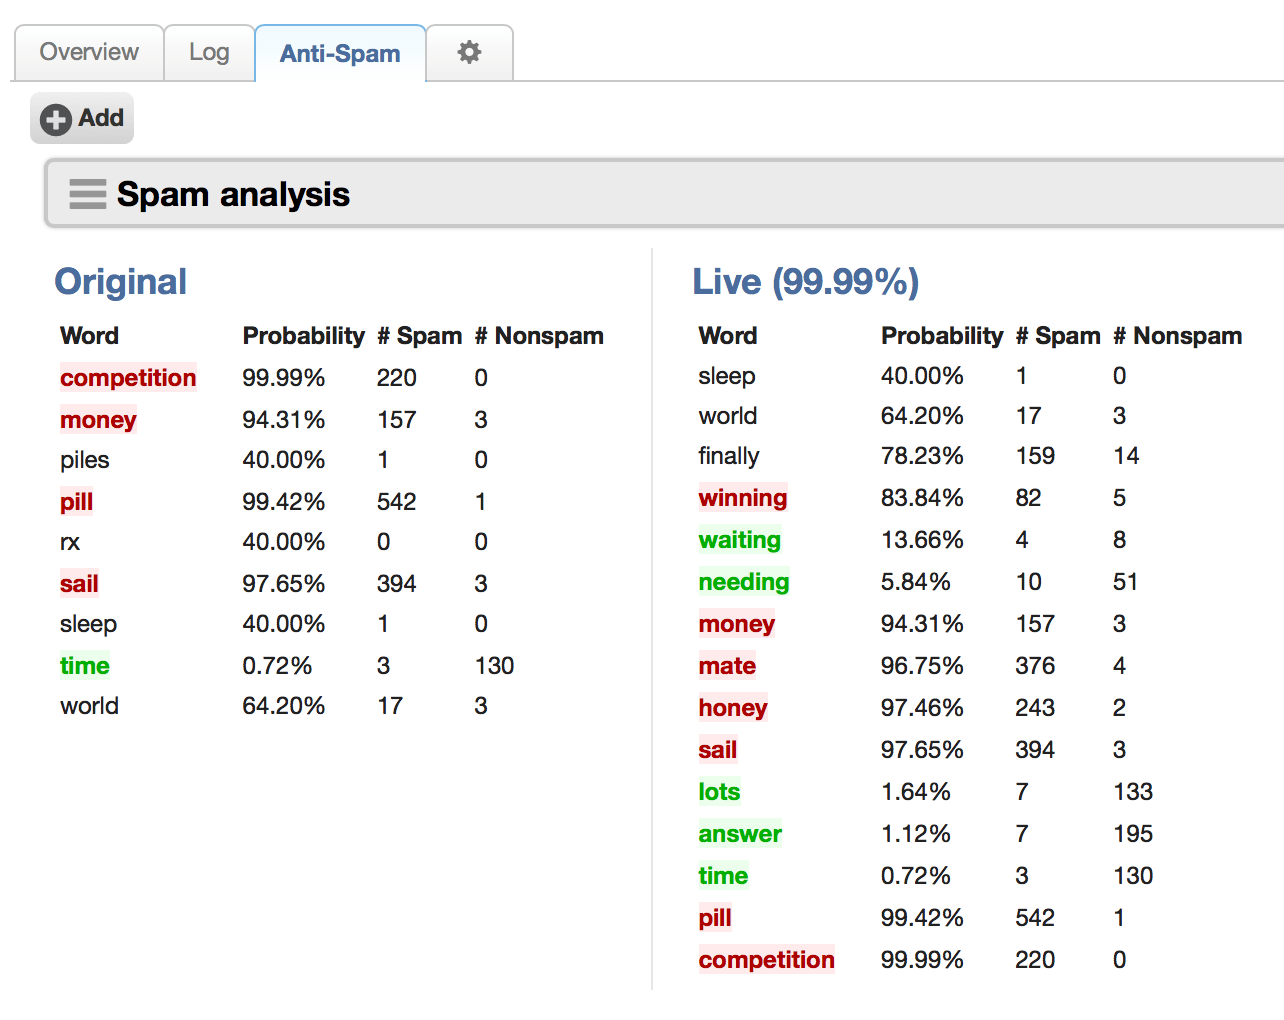 Overview Log Anti-Spam
Add
Spam analysis
Original
Word Probability # Spam # Nonspam
competition 99.99% 220 0
money 94.31% 157 3
piles 40.00% 1 0
pill 99.42% 542 1
rx 40.00% 0 0
sail 97.65% 394 3
sleep 40.00% 1 0
time 0.72% 3 130
world 64.20% 17 3
Live (99.99%)
Word Probability # Spam # Nonspam
sleep 40.00% 1 0
world 64.20% 17 3
finally 78.23% 159 14
winning 83.84% 82 5
waiting 13.66% 4 8
needing 5.84% 10 51
money 94.31% 157 3
mate 96.75% 376 4
honey 97.46% 243 2
sail 97.65% 394 3
lots 1.64% 7 133
answer 1.12% 7 195
time 0.72% 3 130
pill 99.42% 542 1
competition 99.99% 220 0